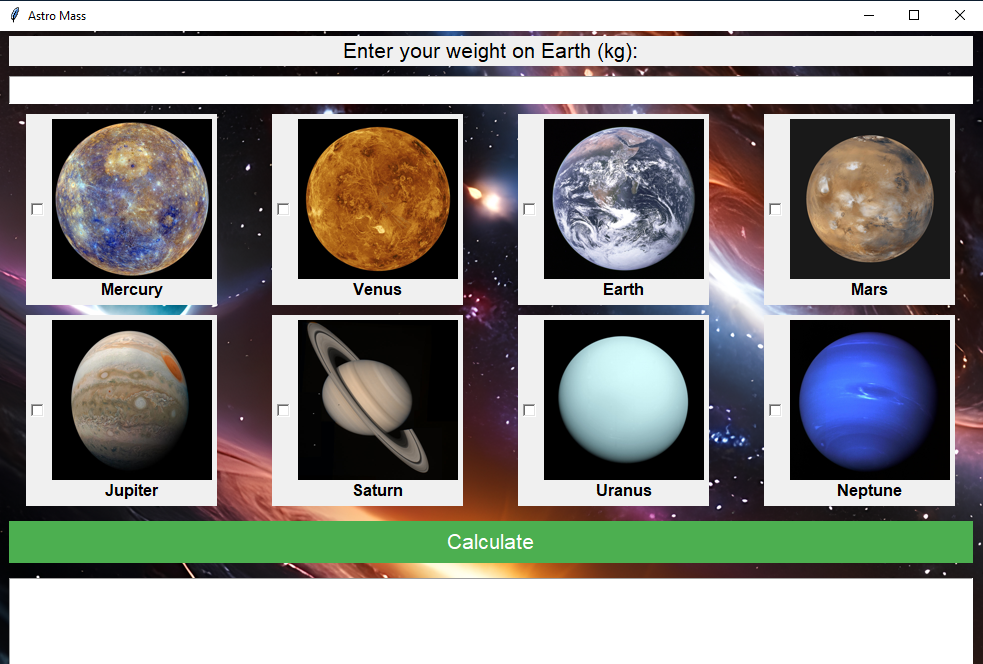 Astro Mass
Enter your weight on Earth (kg):
Mercury
Venus
Earth
Mars
Jupiter
Saturn
Uranus
Neptune
Calculate